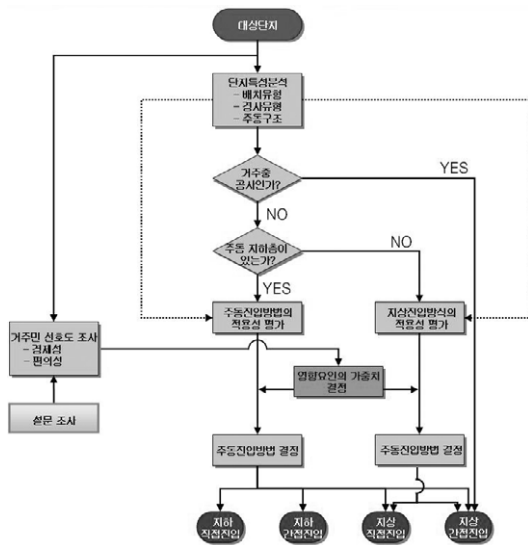 대상단지
단지특성분석
- 배치유형
- 경사유형
- 주동구조
거주중
공사인가?
YES
NO
주동 지하층이
있는가?
NO
YES
주동진입방법의
적용성 평가
지상진입방식의
적용성 평가
거주민 선호도 조사
- 경제성
- 편의성
영향요인의 가중치
결정
설문 조사
주동진입방법 결정
주동진입방법 결정
지하
직접진입
지하
간접진입
지상
직접진입
지상
간접진입